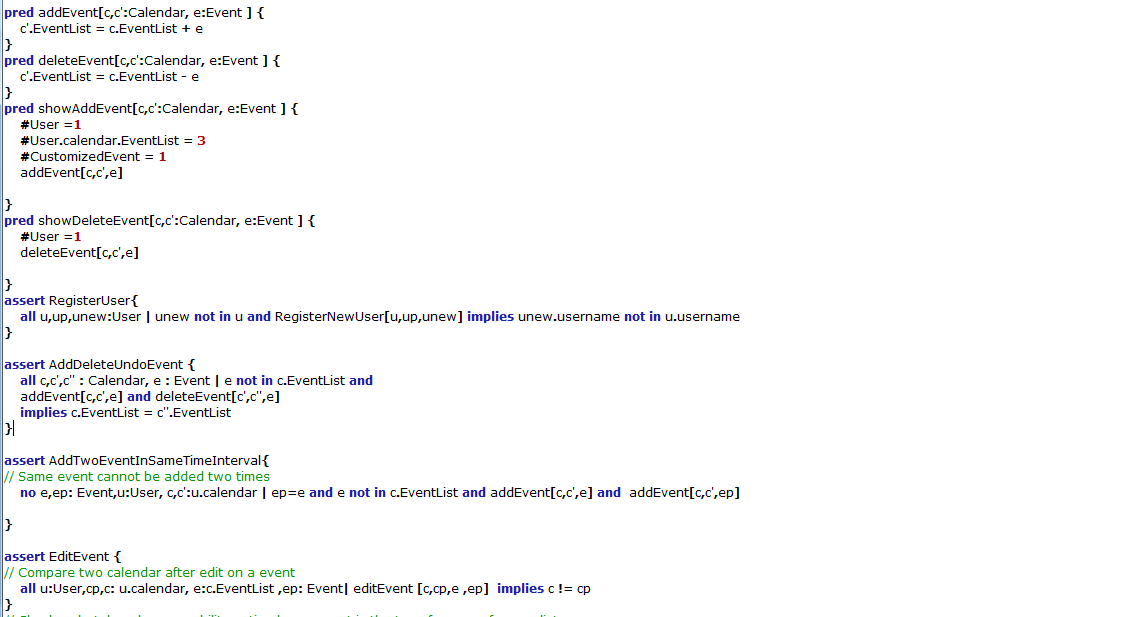 pred addEvent[c,c':Calendar, e:Event ] {
c'.EventList = c.EventList + e
}
pred deleteEvent[c,c':Calendar, e:Event ] {
c'.EventList = c.EventList - e
}
pred showAddEvent[c,c':Calendar, e:Event ] {
#User =1
#User.calendar.EventList = 3
#CustomizedEvent = 1
addEvent[c,c',e]
}
pred showDeleteEvent[c,c':Calendar, e:Event ] {
#User =1
deleteEvent[c,c',e]
}
assert RegisterUser{
all u,up,unew:User | unew not in u and RegisterNewUser[u,up,unew] implies unew.username not in u.username
}
assert AddDeleteUndoEvent {
all c,c',c'' : Calendar, e : Event | e not in c.EventList and
addEvent[c,c',e] and deleteEvent[c',c'',e]
implies c.EventList = c''.EventList
}
assert AddTwoEventInSameTimeInterval{
// Same event cannot be added two times
no e,ep: Event,u:User, c,c':u.calendar | ep=e and e not in c.EventList and addEvent[c,c',e] and  addEvent[c,c',ep]
}
assert EditEvent {
// Compare two calendar after edit on a event
all u:User,cp,c: u.calendar, e:c.EventList ,ep: Event| editEvent [c,cp,e ,ep]  implies c != cp
}